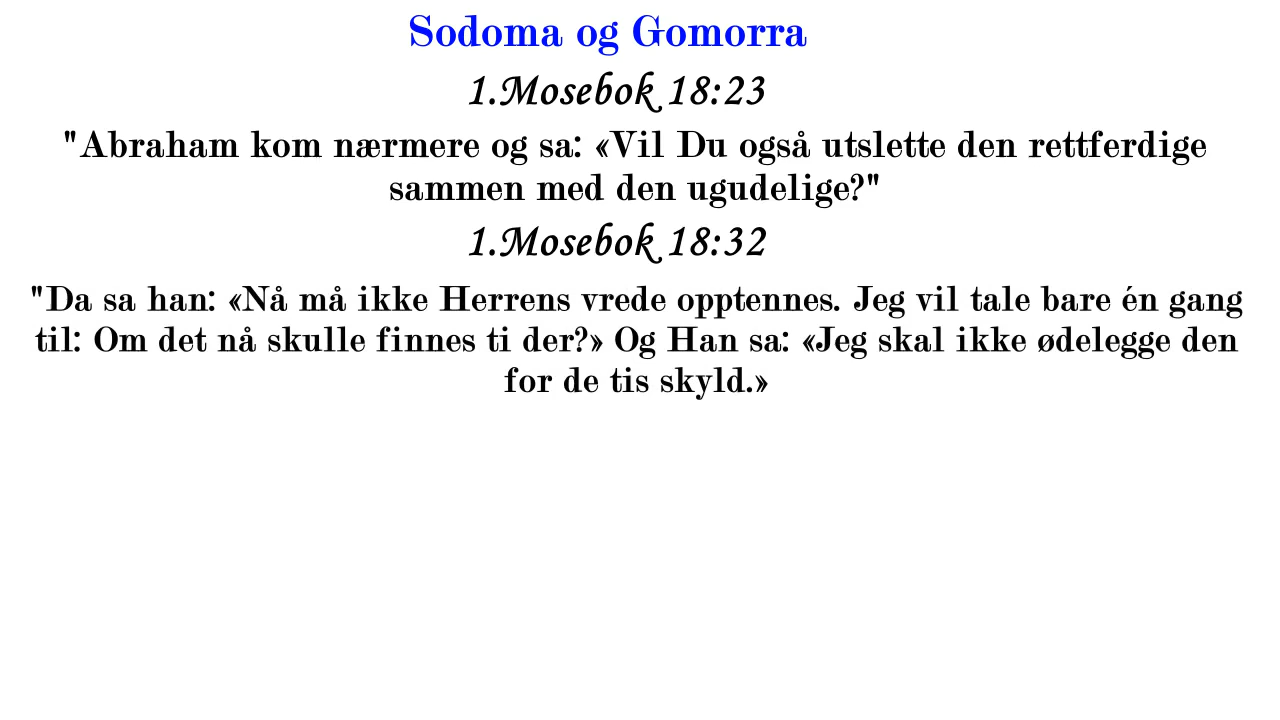 Sodoma og Gomorra
1.Mosebok 18:23
"Abraham kom nærmere og sa: «Vil Du også utslette den rettferdige
sammen med den ugudelige?"
1.Mosebok 18:32
"Da sa han: «Nå må ikke Herrens vrede opptennes. Jeg vil tale bare én gang
til: Om det nå skulle finnes ti der?» Og Han sa: «Jeg skal ikke ødelegge den
for de tis skyld.»